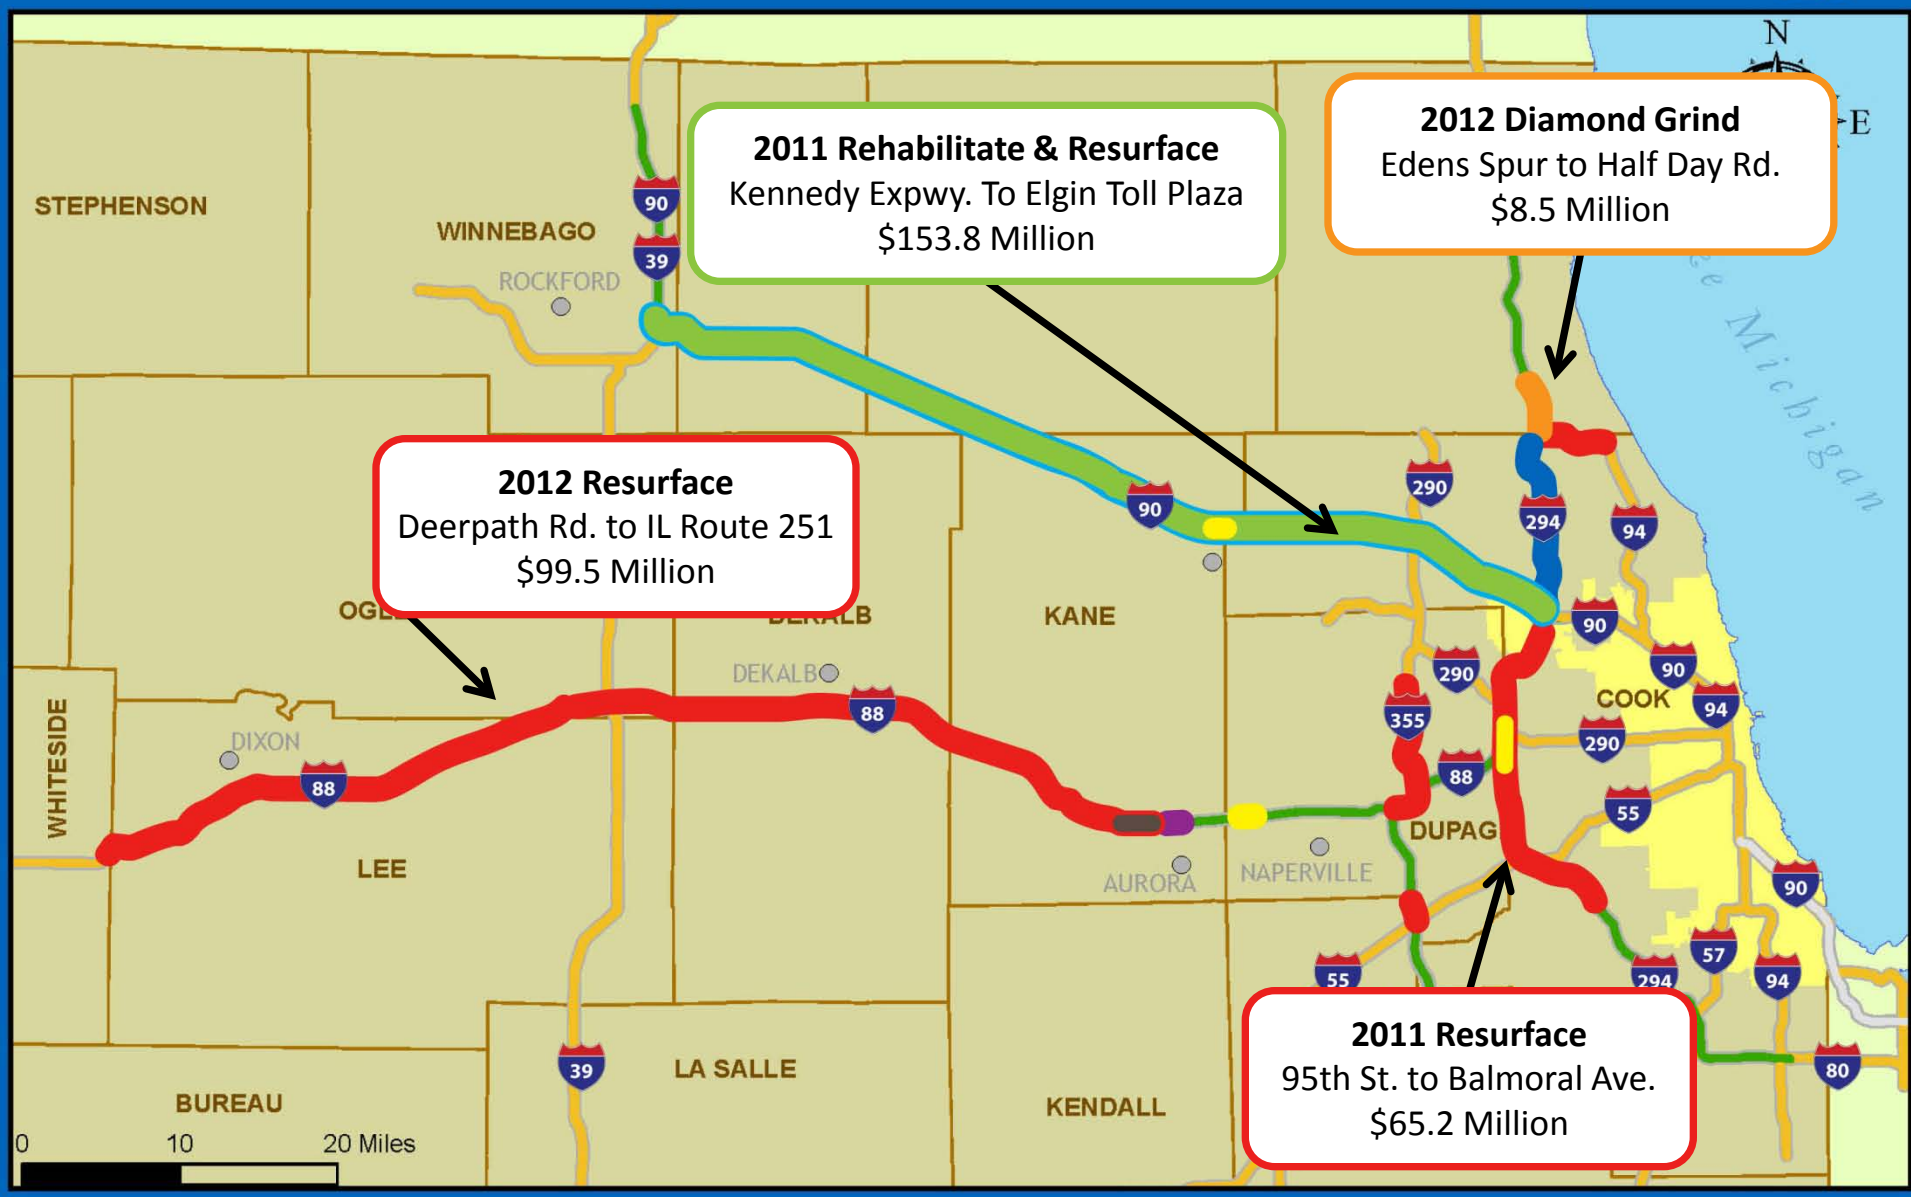 N
E
2012 Diamond Grind
Edens Spur to Half Day Rd.
$8.5 Million
2011 Rehabilitate & Resurface
Kennedy Expwy. To Elgin Toll Plaza
$153.8 Million
STEPHENSON
WINNEBAGO
ROCKFORD
90
39
Michigan
2012 Resurface
Deerpath Rd. to IL Route 251
$99.5 Million
290
90
294
94
KANE
DEKALB
90
90
290
COOK
94
355
290
WHITESIDE
DIXON
88
88
88
55
DUPAG
LEE
AURORA
NAPERVILLE
90
57
55
294
94
2011 Resurface
95th St. to Balmoral Ave.
$65.2 Million
39
LA SALLE
80
BUREAU
KENDALL
0 10 20 Miles